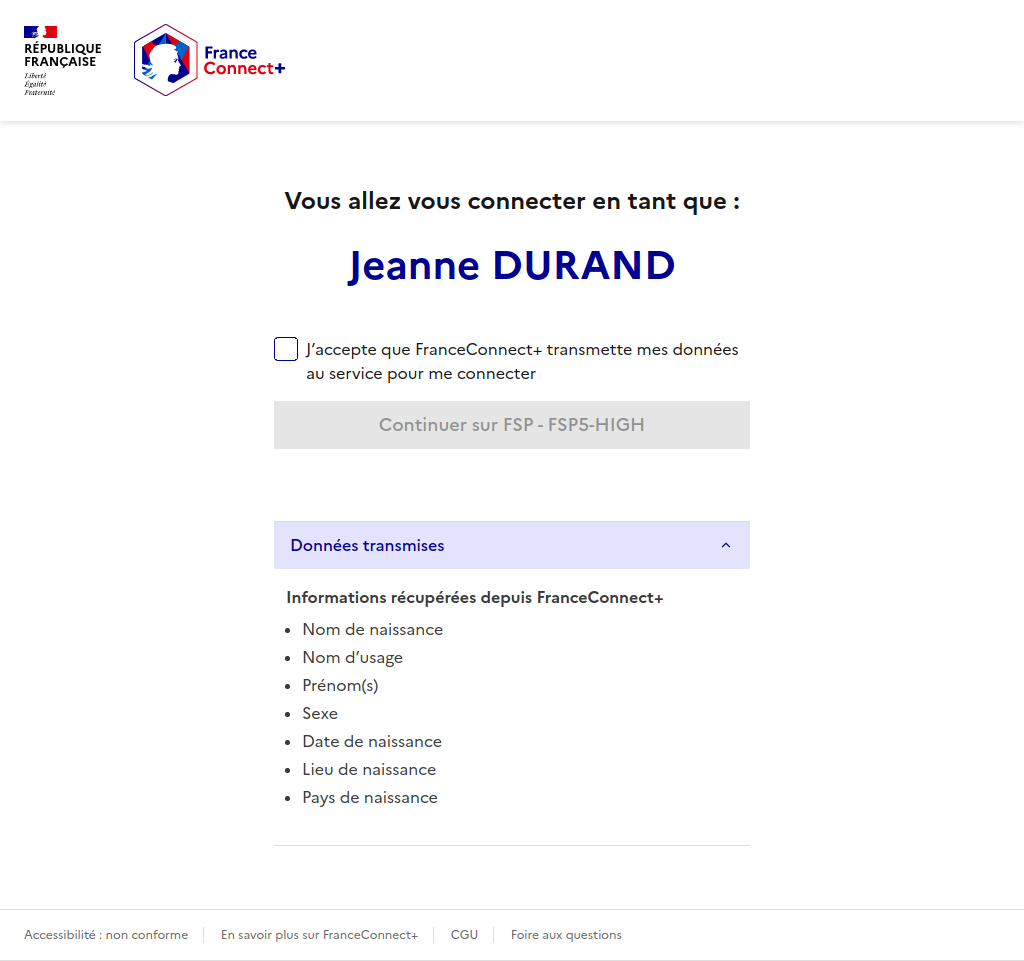 RÉPUBLIQUE
FRANÇAISE
Liberté
Égalité
Fraternité
France
Connect+
Vous allez vous connecter en tant que :
Jeanne DURAND
J’accepte que FranceConnect+ transmette mes données
au service pour me connecter
Continuer sur FSP - FSP5-HIGH
Données transmises
Informations récupérées depuis FranceConnect+
• Nom de naissance
• Nom d’usage
• Prénom(s)
• Sexe
• Date de naissance
• Lieu de naissance
• Pays de naissance
Accessibilité : non conforme
En savoir plus sur FranceConnect+
CGU
Foire aux questions